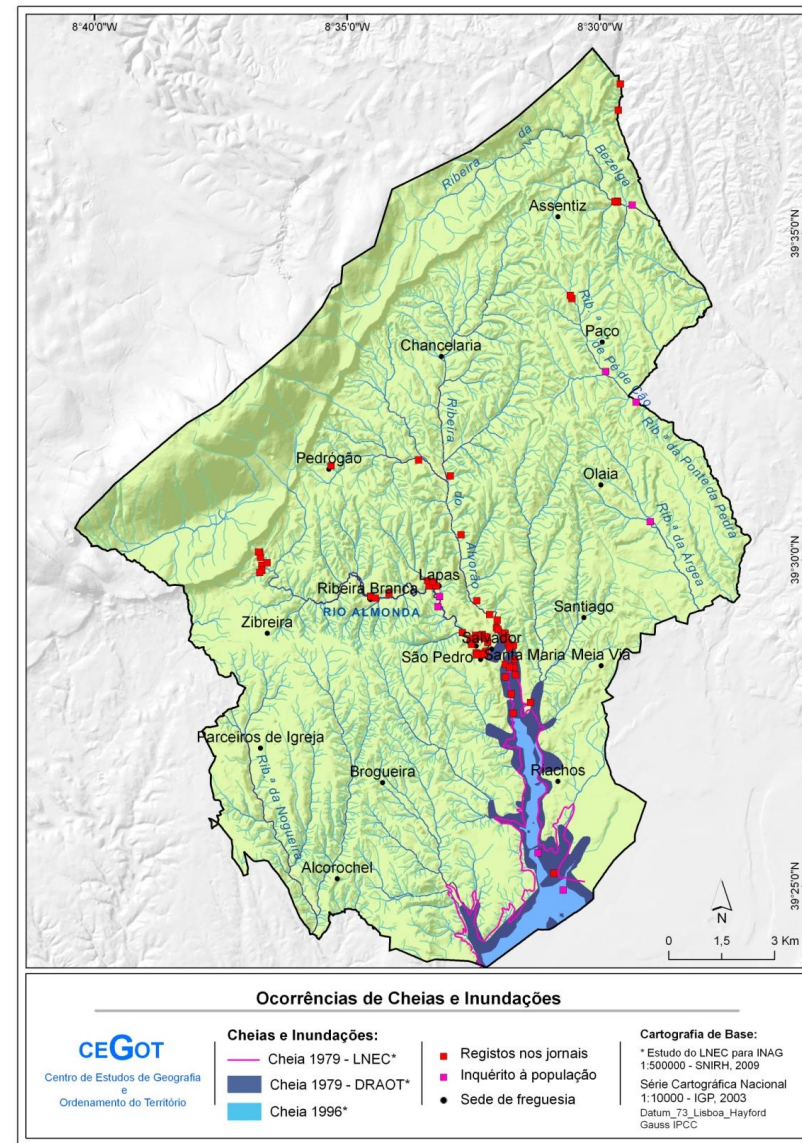 8°40'0"W
8°35'0"W
8°30'0"W
39°35'0"N
39°30'0"N
39°25'0"N
Ribeira da Bezelga
Assentiz
Rib.ª de Pé de Cão
Paço
Chancelaria
Rib.ª da Ponte da Pedra
Ribeira do Alvorão
Pedrógão
Olaia
Rib.ª da Árgea
Lapas
Ribeira Branca
RIO ALMONDA
Santiago
Zibreira
Salvador
São Pedro
Santa Maria
Meia Via
Parceiros de Igreja
Rib.ª da Nogueira
Brogueira
Riachos
Alcorochel
N
0 1,5 3 Km
Ocorrências de Cheias e Inundações
CEGOT
Centro de Estudos de Geografia
e
Ordenamento do Território
Cheias e Inundações:
Cheia 1979 - LNEC*
Cheia 1979 - DRAOT*
Cheia 1996*
Registos nos jornais
Inquérito à população
Sede de freguesia
Cartografia de Base:
* Estudo do LNEC para INAG
1:500000 - SNIRH, 2009
Série Cartográfica Nacional
1:10000 - IGP, 2003
Datum_73_Lisboa_Hayford
Gauss IPCC